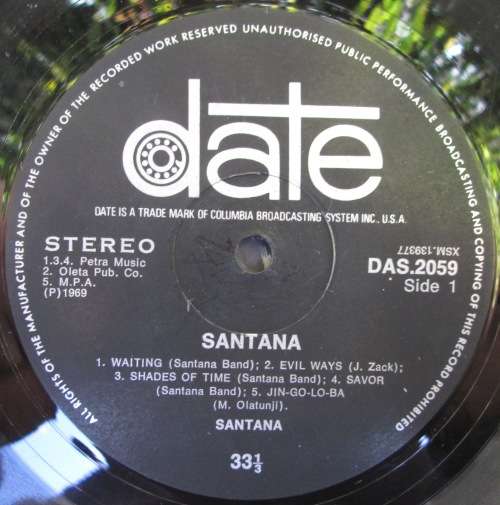 ALL RIGHTS OF THE MANUFACTURER AND OF THE OWNER OF THE RECORDED WORK RESERVED UNAUTHORISED PUBLIC PERFORMANCE BROADCASTING AND COPYING OF THIS RECORD PROHIBITED
date
DATE IS A TRADE MARK OF COLUMBIA BROADCASTING SYSTEM INC. U.S.A.
STEREO
1.3.4. Petra Music
2. Oleta Pub. Co.
5. M.P.A.
(P)1969
XSM.139377
DAS.2059
Side 1
SANTANA
1. WAITING (Santana Band); 2. EVIL WAYS (J. Zack);
3. SHADES OF TIME (Santana Band); 4. SAVOR
(Santana Band); 5. JIN-GO-LO-BA
(M. Olatunji).
SANTANA
33⅓